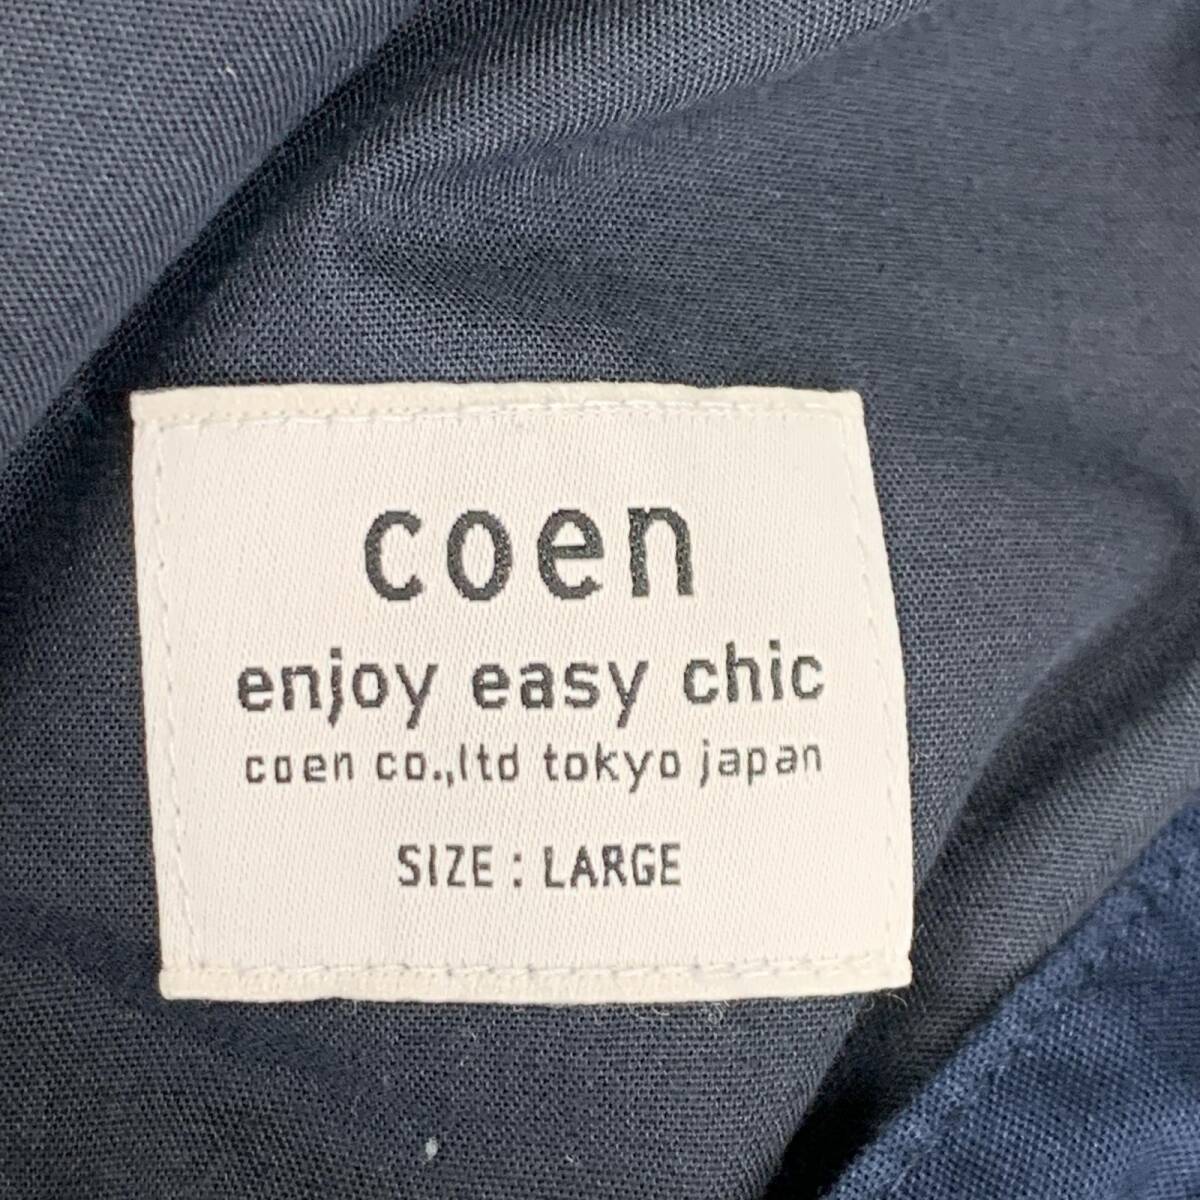 coen
enjoy easy chic
coen co.,ltd tokyo japan
SIZE : LARGE